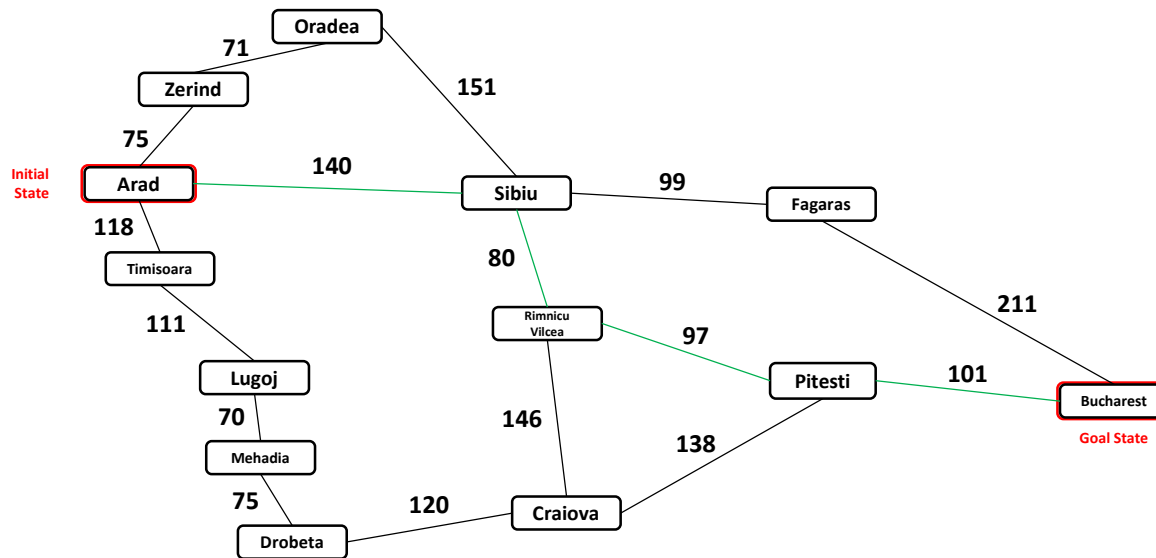 Oradea
71
Zerind
151
75
Initial
State
Arad
140
Sibiu
99
Fagaras
118
Timisoara
80
111
Rimnicu
Vilcea
97
211
Lugoj
Pitesti
101
Bucharest
70
146
138
Goal State
Mehadia
75
120
Craiova
Drobeta